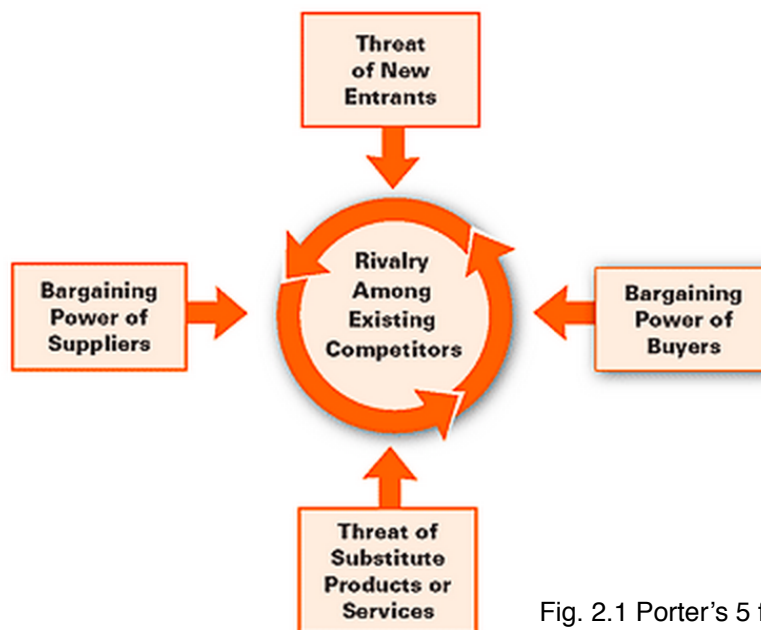 Threat
of New
Entrants
Bargaining
Power of
Suppliers
Rivalry
Among
Existing
Competitors
Bargaining
Power of
Buyers
Threat of
Substitute
Products or
Services
Fig. 2.1 Porter’s 5 f